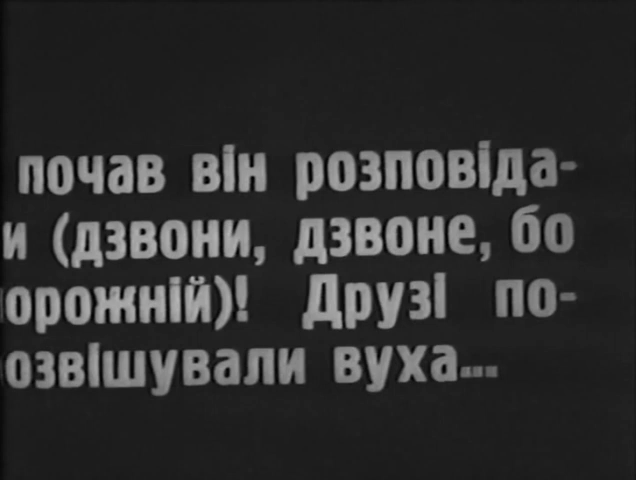 почав він розповіда-
и (дзвони, дзвоне, бо
орожній)! Друзі по-
озвішували вуха...